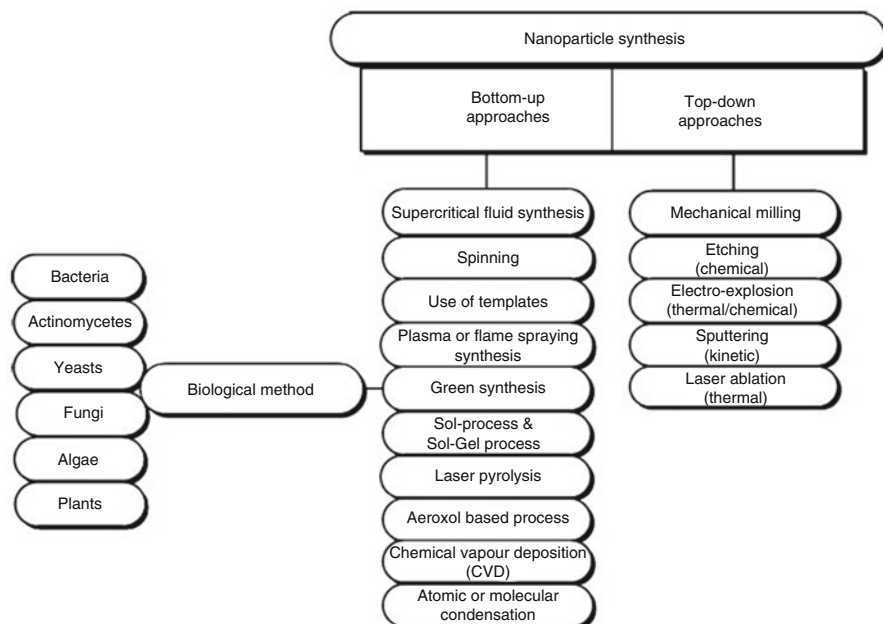 Nanoparticle synthesis
Bottom-up
approaches
Top-down
approaches
Supercritical fluid synthesis
Spinning
Use of templates
Plasma or flame spraying
synthesis
Green synthesis
Sol-process &
Sol-Gel process
Laser pyrolysis
Aeroxol based process
Chemical vapour deposition
(CVD)
Atomic or molecular
condensation
Mechanical milling
Etching
(chemical)
Electro-explosion
(thermal/chemical)
Sputtering
(kinetic)
Laser ablation
(thermal)
Biological method
Bacteria
Actinomycetes
Yeasts
Fungi
Algae
Plants